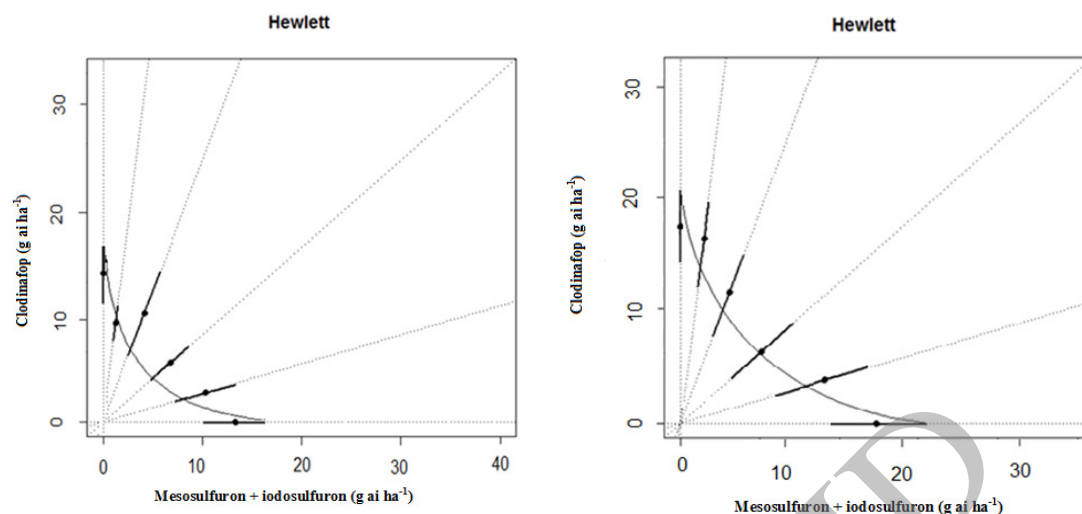 Hewlett
Clodinafop (g ai ha⁻¹)
30
20
10
0
0 10 20 30 40
Mesosulfuron + iodosulfuron (g ai ha⁻¹)
Hewlett
Clodinafop (g ai ha⁻¹)
30
20
10
0
0 10 20 30
Mesosulfuron + iodosulfuron (g ai ha⁻¹)